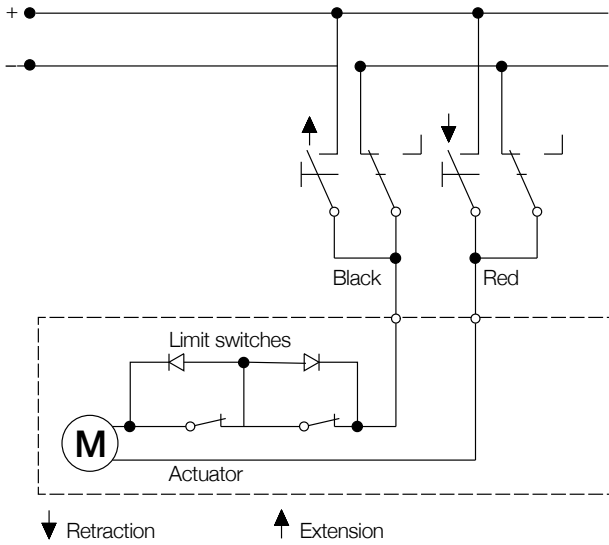 +
–
Black
Red
Limit switches
M
Actuator
Retraction
Extension